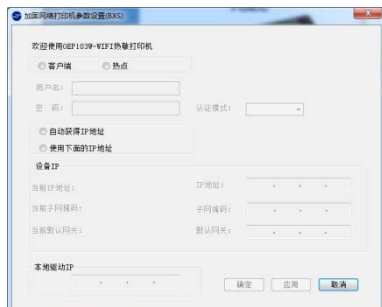 加固网络打印机参数设置(BXS)
欢迎使用OEP103W-WIFI热敏打印机
客户端 热点
用户名:
密 码: 认证模式:
自动获得IP地址
使用下面的IP地址
设备IP
当前IP地址: IP地址:
当前子网掩码: 子网掩码:
当前默认网关: 默认网关:
本地驱动IP
确定 应用 取消